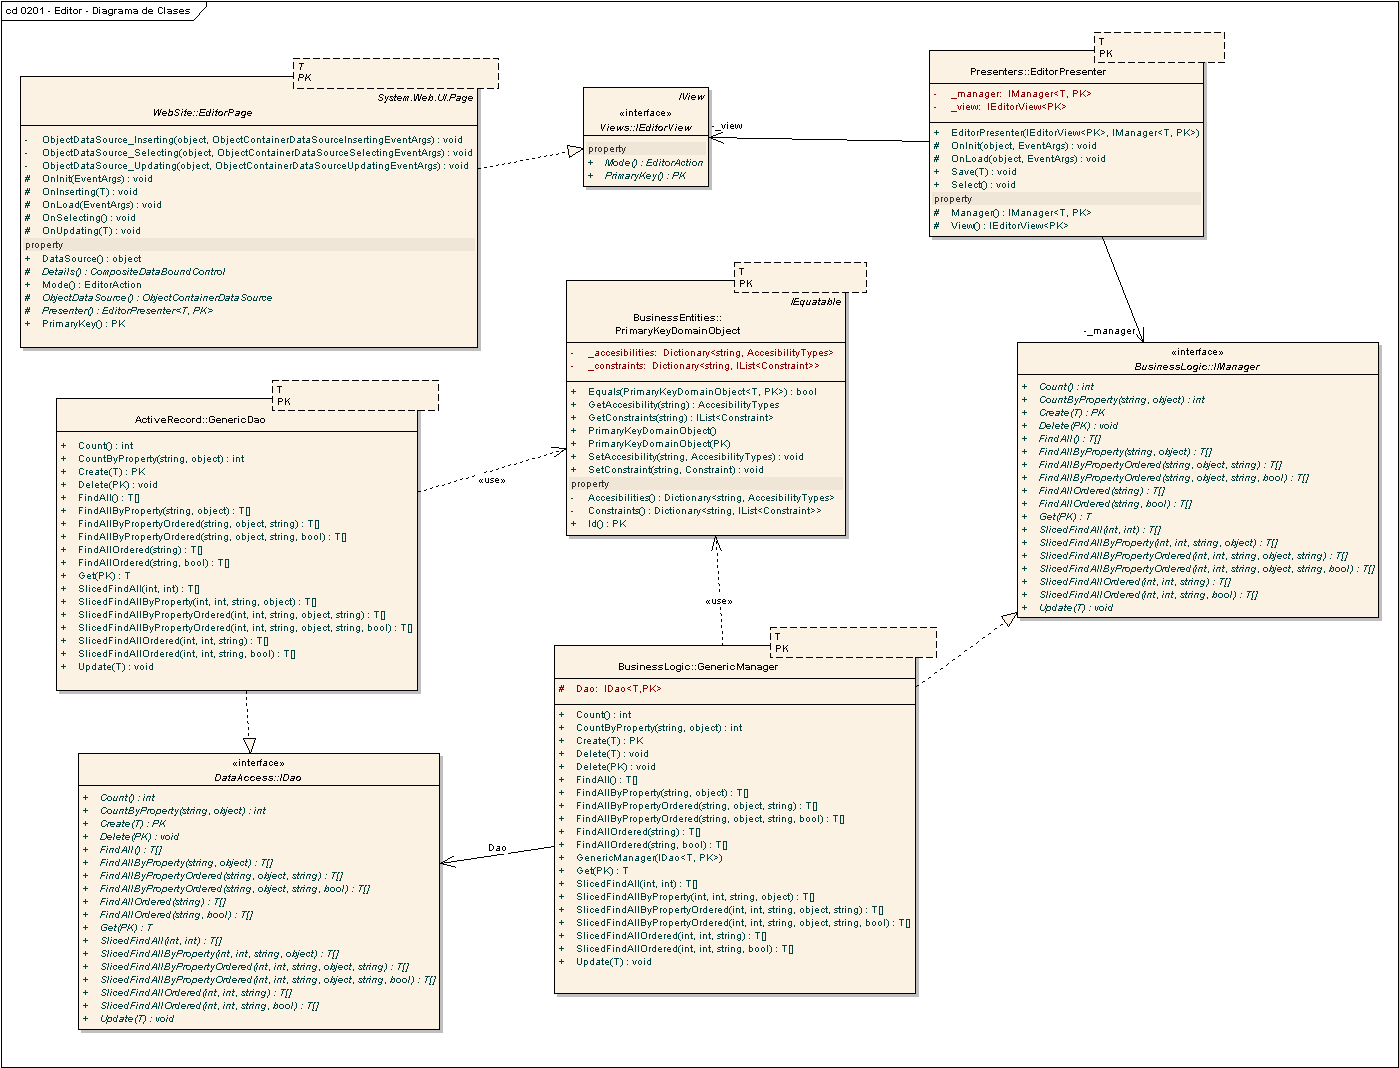 cd 0201 - Editor - Diagrama de Clases
T
PK
System.Web.UI.Page
WebSite::EditorPage
- ObjectDataSource_Inserting(object, ObjectContainerDataSourceInsertingEventArgs) : void
- ObjectDataSource_Selecting(object, ObjectContainerDataSourceSelectingEventArgs) : void
- ObjectDataSource_Updating(object, ObjectContainerDataSourceUpdatingEventArgs) : void
# OnInit(EventArgs) : void
# OnInserting(T) : void
# OnLoad(EventArgs) : void
# OnSelecting() : void
# OnUpdating(T) : void
property
+ DataSource() : object
# Details() : CompositeDataBoundControl
+ Mode() : EditorAction
# ObjectDataSource() : ObjectContainerDataSource
# Presenter() : EditorPresenter<T, PK>
+ PrimaryKey() : PK
IView
«interface»
Views::IEditorView
property
+ Mode() : EditorAction
+ PrimaryKey() : PK
-_view
T
PK
Presenters::EditorPresenter
- _manager: IManager<T, PK>
- _view: IEditorView<PK>
+ EditorPresenter(IEditorView<PK>, IManager<T, PK>)
# OnInit(object, EventArgs) : void
# OnLoad(object, EventArgs) : void
+ Save(T) : void
+ Select() : void
property
# Manager() : IManager<T, PK>
# View() : IEditorView<PK>
-_manager
T
PK
IEquatable
BusinessEntities::
PrimaryKeyDomainObject
- _accesibilities: Dictionary<string, AccesibilityTypes>
- _constraints: Dictionary<string, IList<Constraint>>
+ Equals(PrimaryKeyDomainObject<T, PK>) : bool
+ GetAccesibility(string) : AccesibilityTypes
+ GetConstraints(string) : IList<Constraint>
+ PrimaryKeyDomainObject()
+ PrimaryKeyDomainObject(PK)
+ SetAccesibility(string, AccesibilityTypes) : void
+ SetConstraint(string, Constraint) : void
property
- Accesibilities() : Dictionary<string, AccesibilityTypes>
- Constraints() : Dictionary<string, IList<Constraint>>
+ Id() : PK
«interface»
BusinessLogic::IManager
+ Count() : int
+ CountByProperty(string, object) : int
+ Create(T) : PK
+ Delete(PK) : void
+ FindAll() : T[]
+ FindAllByProperty(string, object) : T[]
+ FindAllByPropertyOrdered(string, object, string) : T[]
+ FindAllByPropertyOrdered(string, object, string, bool) : T[]
+ FindAllOrdered(string) : T[]
+ FindAllOrdered(string, bool) : T[]
+ Get(PK) : T
+ SlicedFindAll(int, int) : T[]
+ SlicedFindAllByProperty(int, int, string, object) : T[]
+ SlicedFindAllByPropertyOrdered(int, int, string, object, string) : T[]
+ SlicedFindAllByPropertyOrdered(int, int, string, object, string, bool) : T[]
+ SlicedFindAllOrdered(int, int, string) : T[]
+ SlicedFindAllOrdered(int, int, string, bool) : T[]
+ Update(T) : void
T
PK
ActiveRecord::GenericDao
+ Count() : int
+ CountByProperty(string, object) : int
+ Create(T) : PK
+ Delete(PK) : void
+ FindAll() : T[]
+ FindAllByProperty(string, object) : T[]
+ FindAllByPropertyOrdered(string, object, string) : T[]
+ FindAllByPropertyOrdered(string, object, string, bool) : T[]
+ FindAllOrdered(string) : T[]
+ FindAllOrdered(string, bool) : T[]
+ Get(PK) : T
+ SlicedFindAll(int, int) : T[]
+ SlicedFindAllByProperty(int, int, string, object) : T[]
+ SlicedFindAllByPropertyOrdered(int, int, string, object, string) : T[]
+ SlicedFindAllByPropertyOrdered(int, int, string, object, string, bool) : T[]
+ SlicedFindAllOrdered(int, int, string) : T[]
+ SlicedFindAllOrdered(int, int, string, bool) : T[]
+ Update(T) : void
«use»
«use»
T
PK
BusinessLogic::GenericManager
# Dao: IDao<T,PK>
+ Count() : int
+ CountByProperty(string, object) : int
+ Create(T) : PK
+ Delete(T) : void
+ Delete(PK) : void
+ FindAll() : T[]
+ FindAllByProperty(string, object) : T[]
+ FindAllByPropertyOrdered(string, object, string) : T[]
+ FindAllByPropertyOrdered(string, object, string, bool) : T[]
+ FindAllOrdered(string) : T[]
+ FindAllOrdered(string, bool) : T[]
+ GenericManager(IDao<T, PK>)
+ Get(PK) : T
+ SlicedFindAll(int, int) : T[]
+ SlicedFindAllByProperty(int, int, string, object) : T[]
+ SlicedFindAllByPropertyOrdered(int, int, string, object, string) : T[]
+ SlicedFindAllByPropertyOrdered(int, int, string, object, string, bool) : T[]
+ SlicedFindAllOrdered(int, int, string) : T[]
+ SlicedFindAllOrdered(int, int, string, bool) : T[]
+ Update(T) : void
Dao
«interface»
DataAccess::IDao
+ Count() : int
+ CountByProperty(string, object) : int
+ Create(T) : PK
+ Delete(PK) : void
+ FindAll() : T[]
+ FindAllByProperty(string, object) : T[]
+ FindAllByPropertyOrdered(string, object, string) : T[]
+ FindAllByPropertyOrdered(string, object, string, bool) : T[]
+ FindAllOrdered(string) : T[]
+ FindAllOrdered(string, bool) : T[]
+ Get(PK) : T
+ SlicedFindAll(int, int) : T[]
+ SlicedFindAllByProperty(int, int, string, object) : T[]
+ SlicedFindAllByPropertyOrdered(int, int, string, object, string) : T[]
+ SlicedFindAllByPropertyOrdered(int, int, string, object, string, bool) : T[]
+ SlicedFindAllOrdered(int, int, string) : T[]
+ SlicedFindAllOrdered(int, int, string, bool) : T[]
+ Update(T) : void